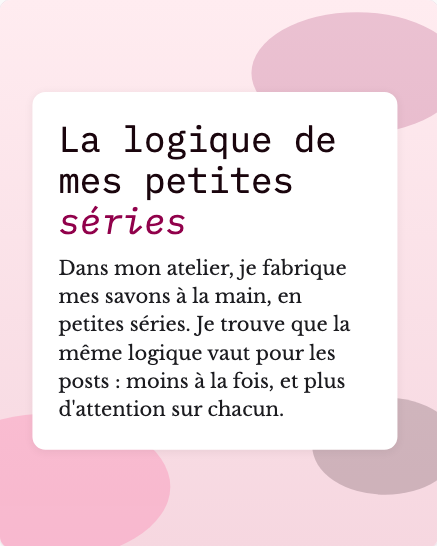 La logique de
mes petites
séries
Dans mon atelier, je fabrique
mes savons à la main, en
petites séries. Je trouve que la
même logique vaut pour les
posts : moins à la fois, et plus
d'attention sur chacun.